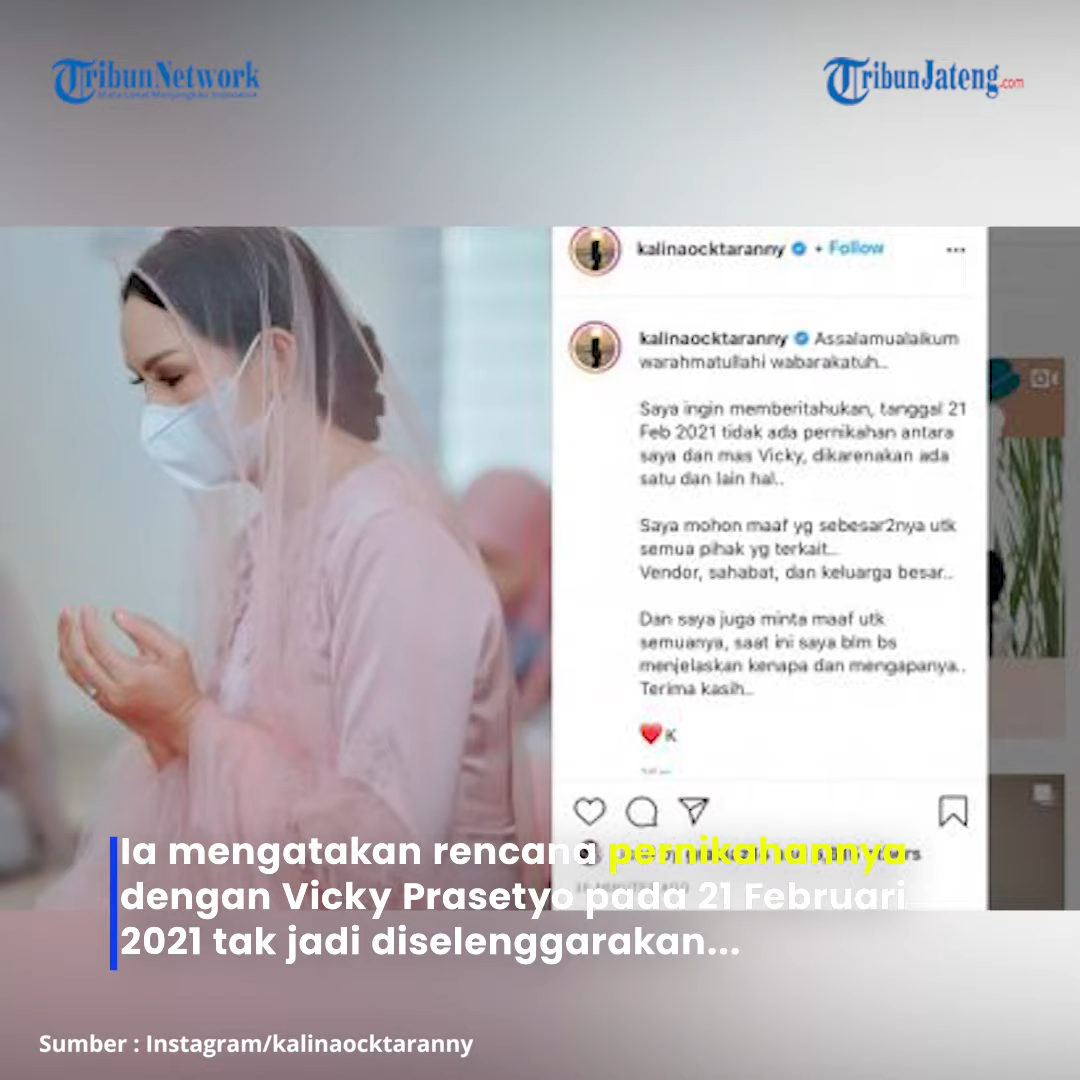 TribunNetwork
TribunJateng.com
kalinaocktaranny • Follow
kalinaocktaranny Assalamualaikum
warahmatullahi wabarakatuh..
Saya ingin memberitahukan, tanggal 21
Feb 2021 tidak ada pernikahan antara
saya dan mas Vicky, dikarenakan ada
satu dan lain hal..
Saya mohon maaf yg sebesar2nya utk
semua pihak yg terkait...
Vendor, sahabat, dan keluarga besar..
Dan saya juga minta maaf utk
semuanya, saat ini saya blm bs
menjelaskan kenapa dan mengapanya..
Terima kasih..
❤️K
Ia mengatakan rencana pernikahannya
dengan Vicky Prasetyo pada 21 Februari
2021 tak jadi diselenggarakan...
Sumber : Instagram/kalinaocktaranny